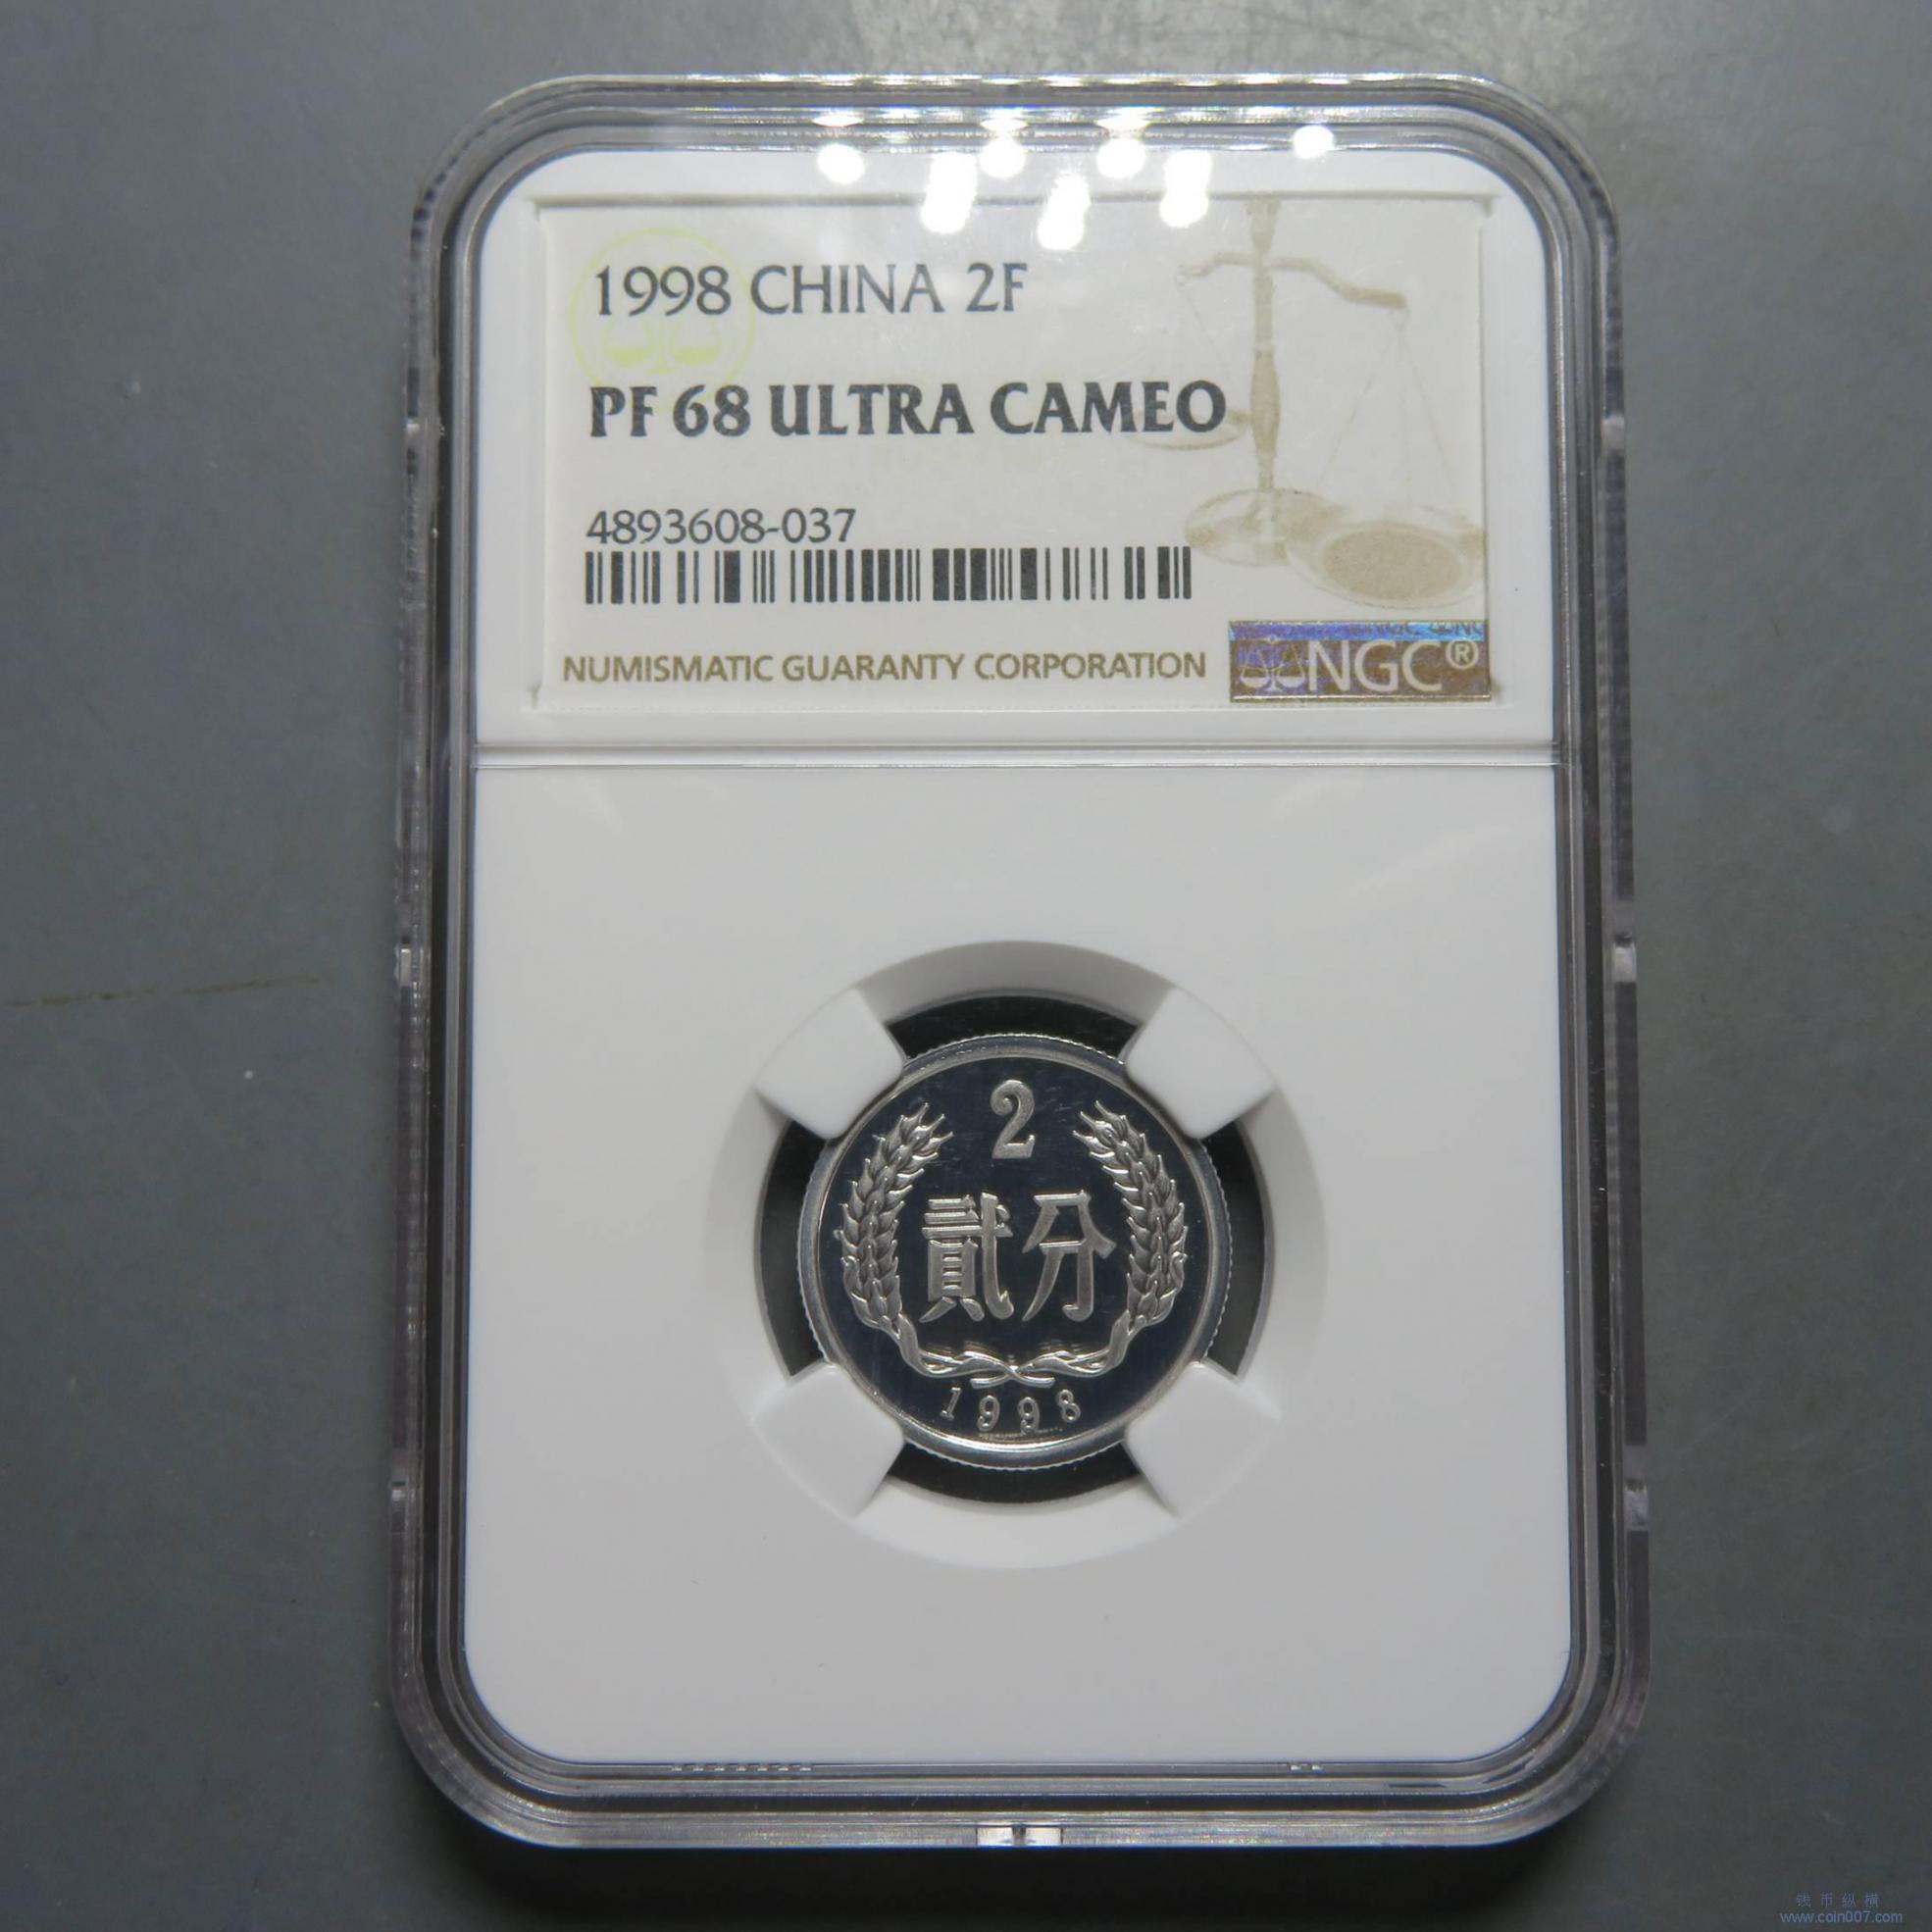 1998 CHINA 2F
PF 68 ULTRA CAMEO
4893608-037
NUMISMATIC GUARANTY CORPORATION
NGC®
2
貳分
1998
钱币纵横
www.coin007.com